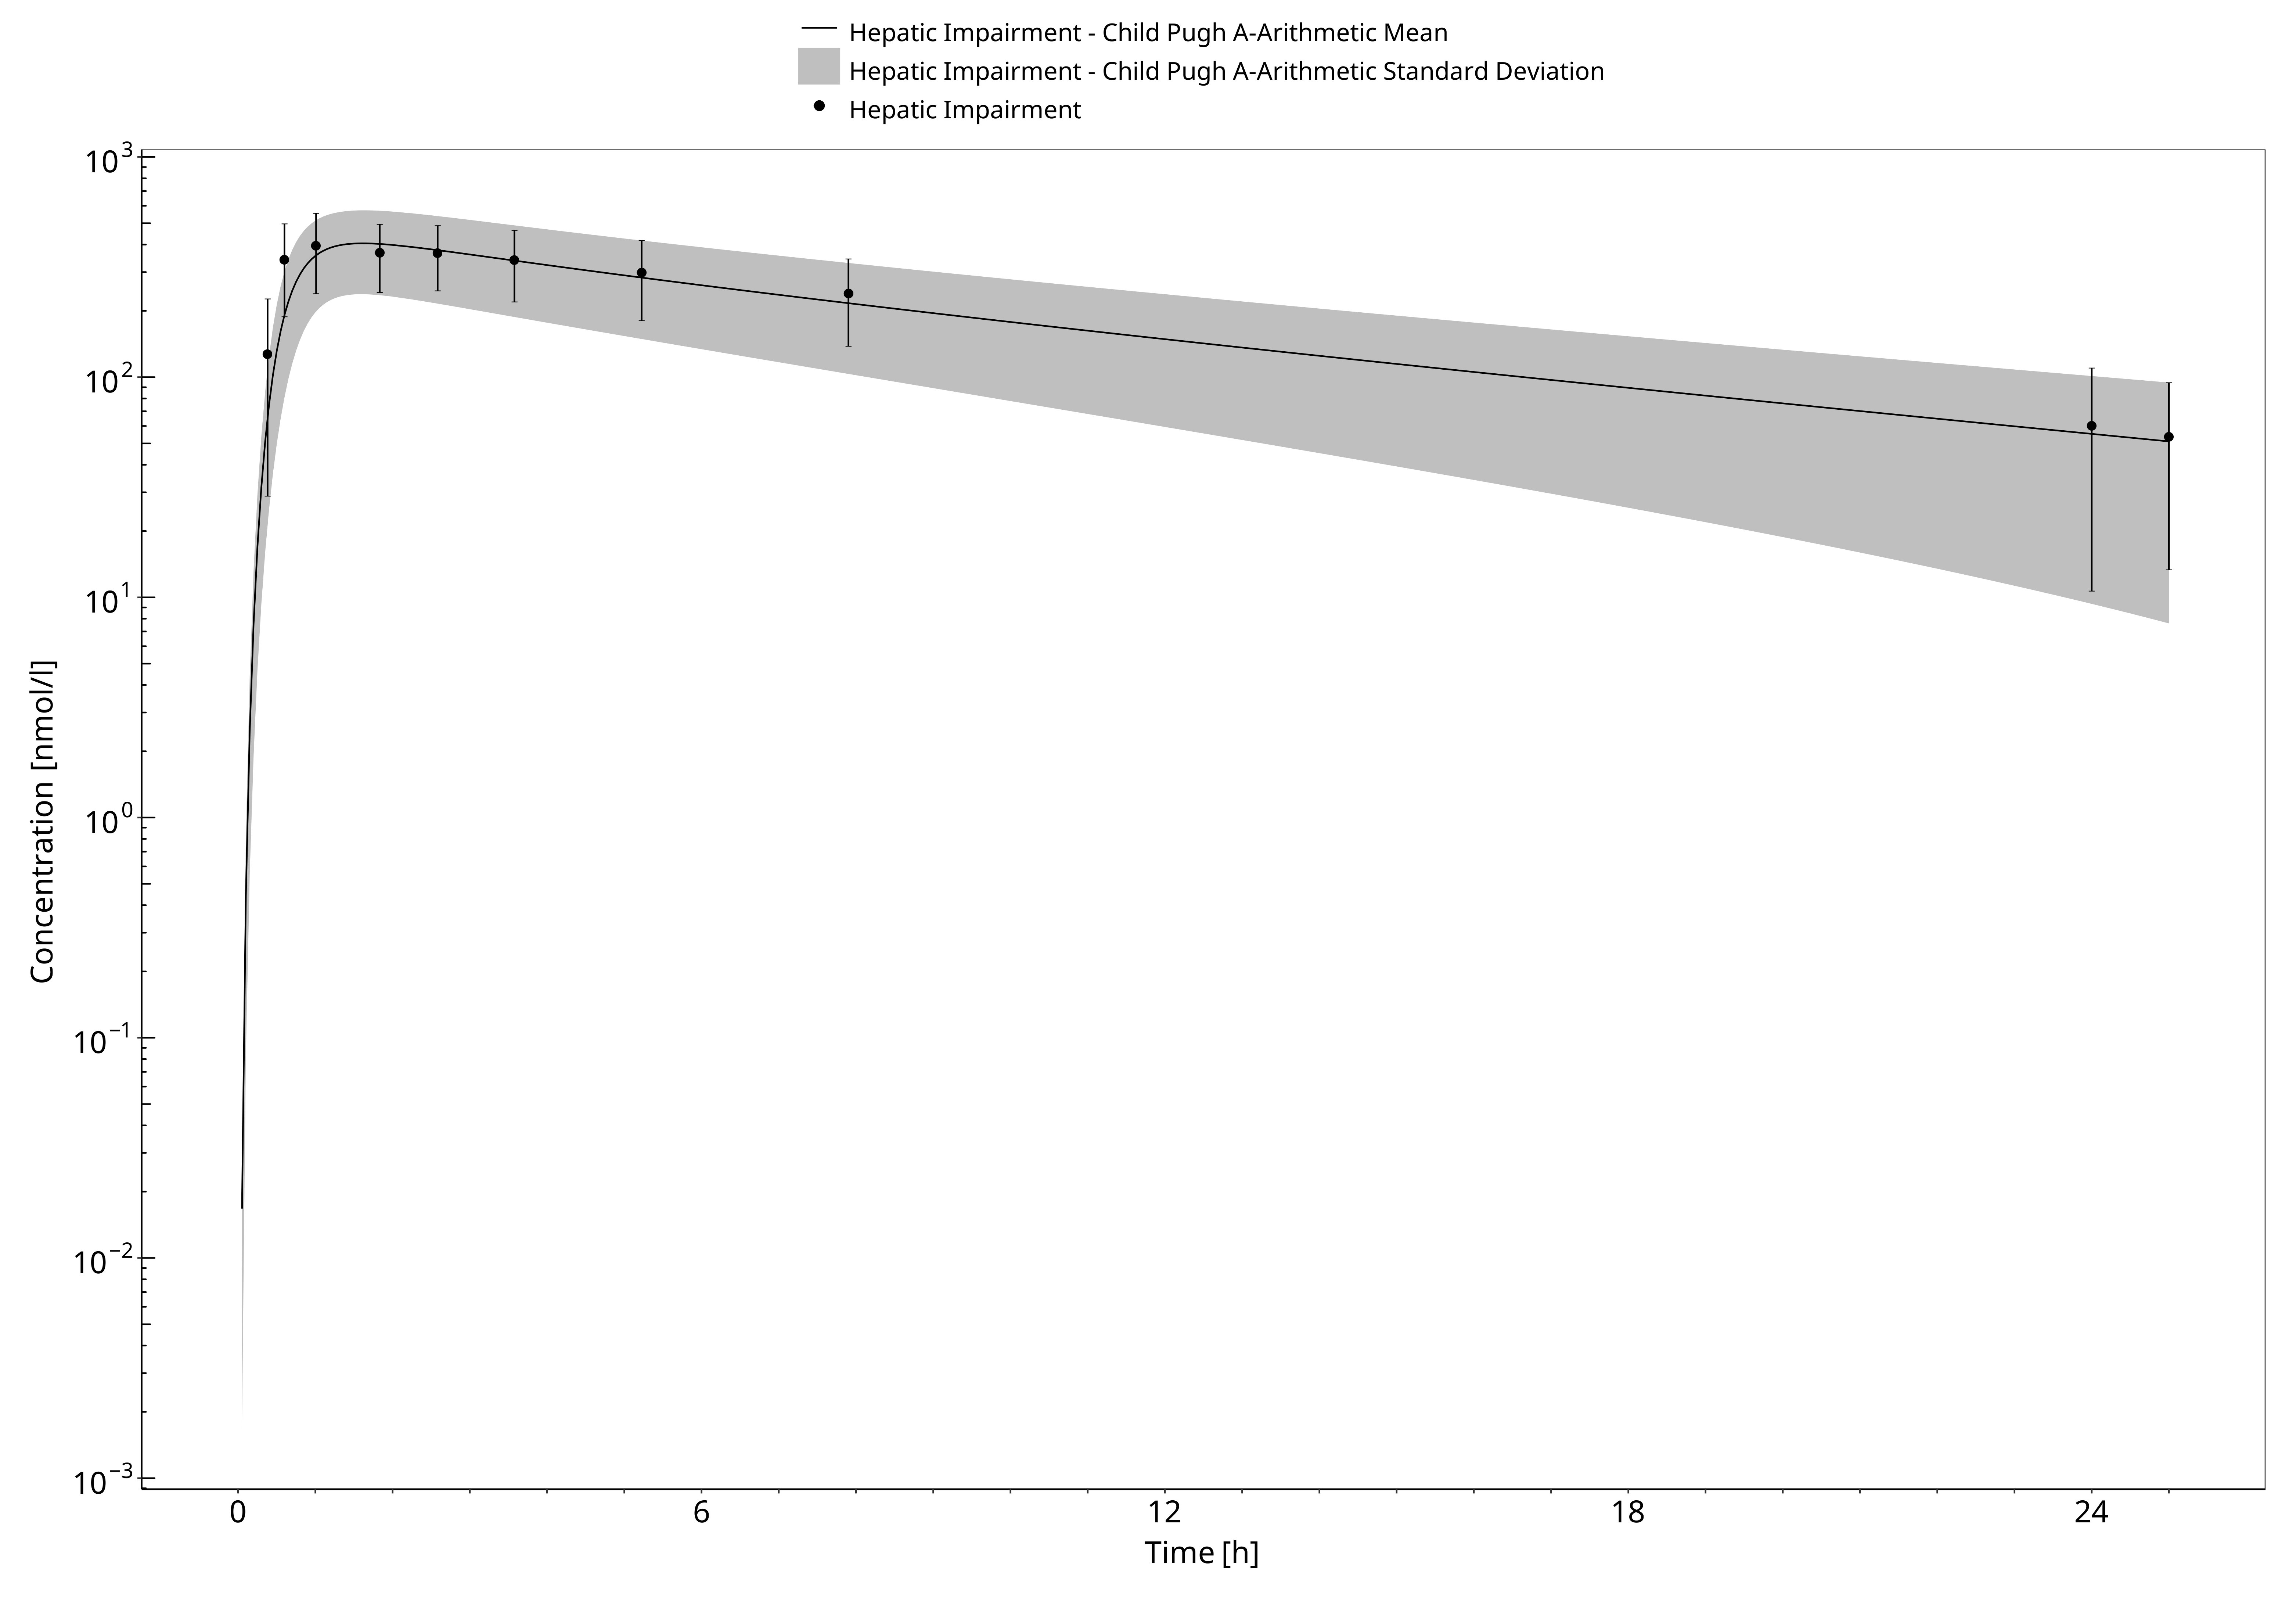 Hepatic Impairment - Child Pugh A-Arithmetic Mean
Hepatic Impairment - Child Pugh A-Arithmetic Standard Deviation
Hepatic Impairment
10³
10²
10¹
10⁰
10⁻¹
10⁻²
10⁻³
Concentration [nmol/l]
0 6 12 18 24
Time [h]